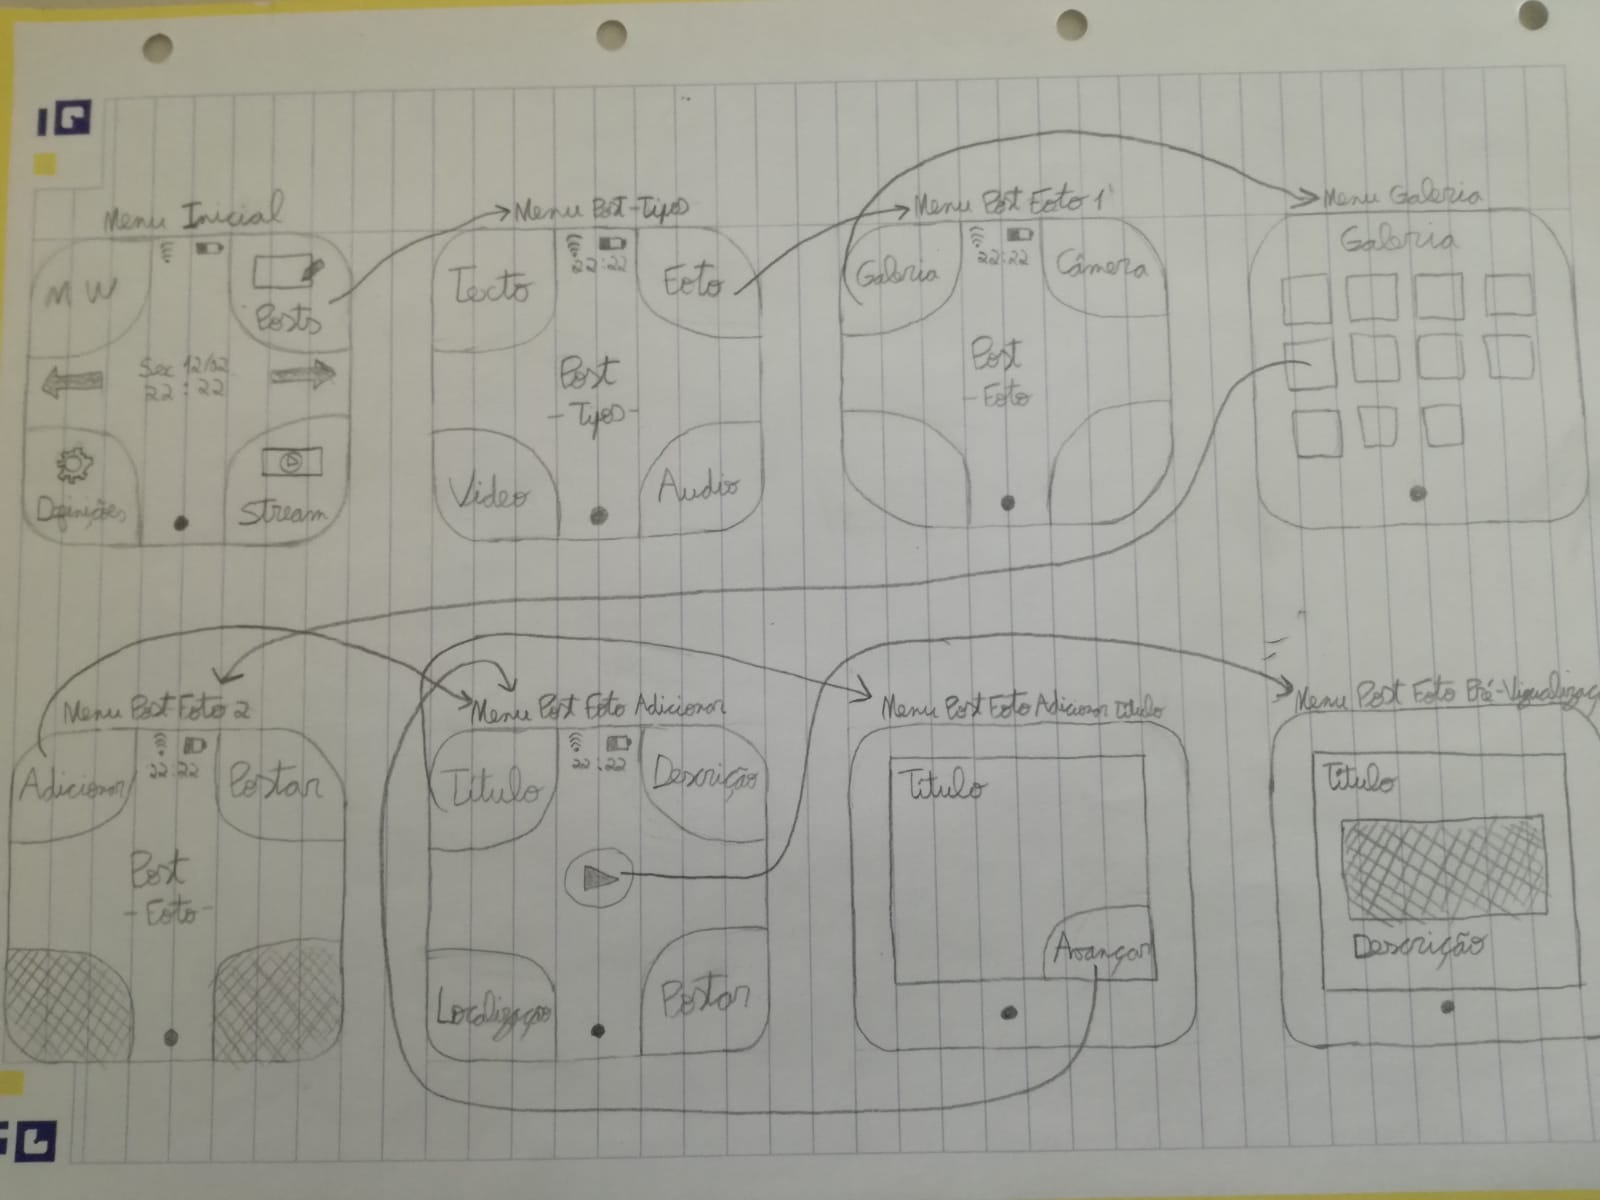 Menu Inicial
MW
Posts
Sex 12/02
22:22
Definições
Stream
Menu Post-Tipos
22:22
Texto
Foto
Post
-Tipos-
Video
Audio
Menu Post Foto 1
22:22
Galeria
Câmera
Post
-Foto
Menu Galeria
Galeria
Menu Post Foto 2
22:22
Adicionar
Postar
Post
-Foto-
Menu Post Foto Adicionar
22:22
Titulo
Descrição
Localização
Postar
Menu Post Foto Adicionar Titulo
Titulo
Avançar
Menu Post Foto Pré-Vizualizaç
Titulo
Descrição